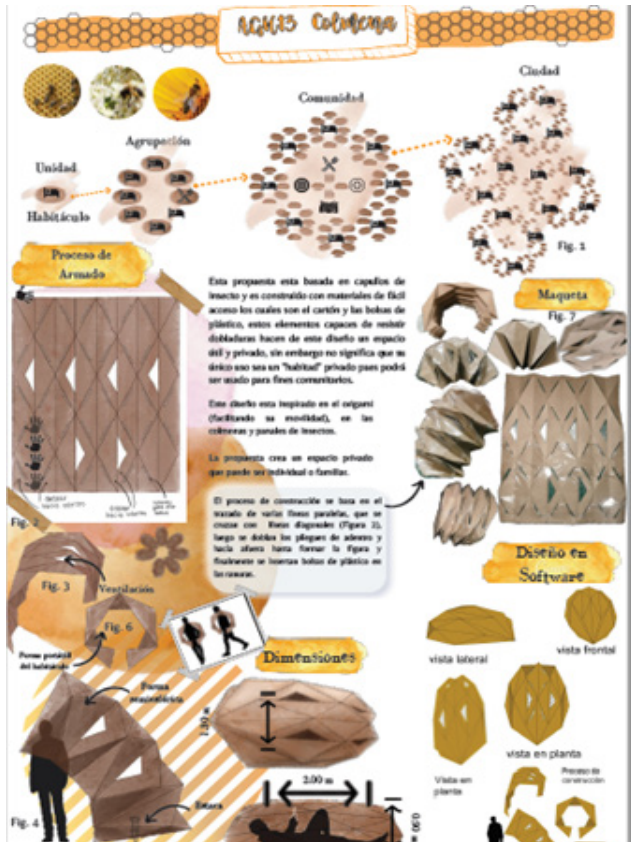 Colmena
Ciudad
Comunidad
Agrupación
Unidad
Habitáculo
Fig. 1
Proceso de
Armado
Maqueta
Fig. 7
Esta propuesta esta basada en capullos de
insecto y es construido con materiales de fácil
acceso los cuales son el cartón y las bolsas de
plástico, estos elementos capaces de resistir
dobladuras hacen de este diseño un espacio
útil y privado, sin embargo no significa que su
único uso sea un "habitad" privado pues podrá
ser usado para fines comunitarios.
Este diseño esta inspirado en el origami
(facilitando su movilidad), en las
colmenas y panales de insectos.
La propuesta crea un espacio privado
que puede ser individual o familiar.
El proceso de construcción se basa en el
trazado de varias líneas paralelas, que se
cruzan con líneas diagonales (Figura 2),
luego se doblan los pliegues de adentro y
hacia afuera hasta formar la figura y
finalmente se insertan bolsas de plástico en
las ranuras.
Fig. 2
Diseño en
Software
Fig. 3
Ventilación
Fig. 6
Forma portátil
del habitáculo
Dimensiones
vista lateral
vista frontal
Forma
1.20 m
vista en planta
Vista en
planta
Proceso de
construcción
2.00 m
0.90 m
Estaca
Fig. 4